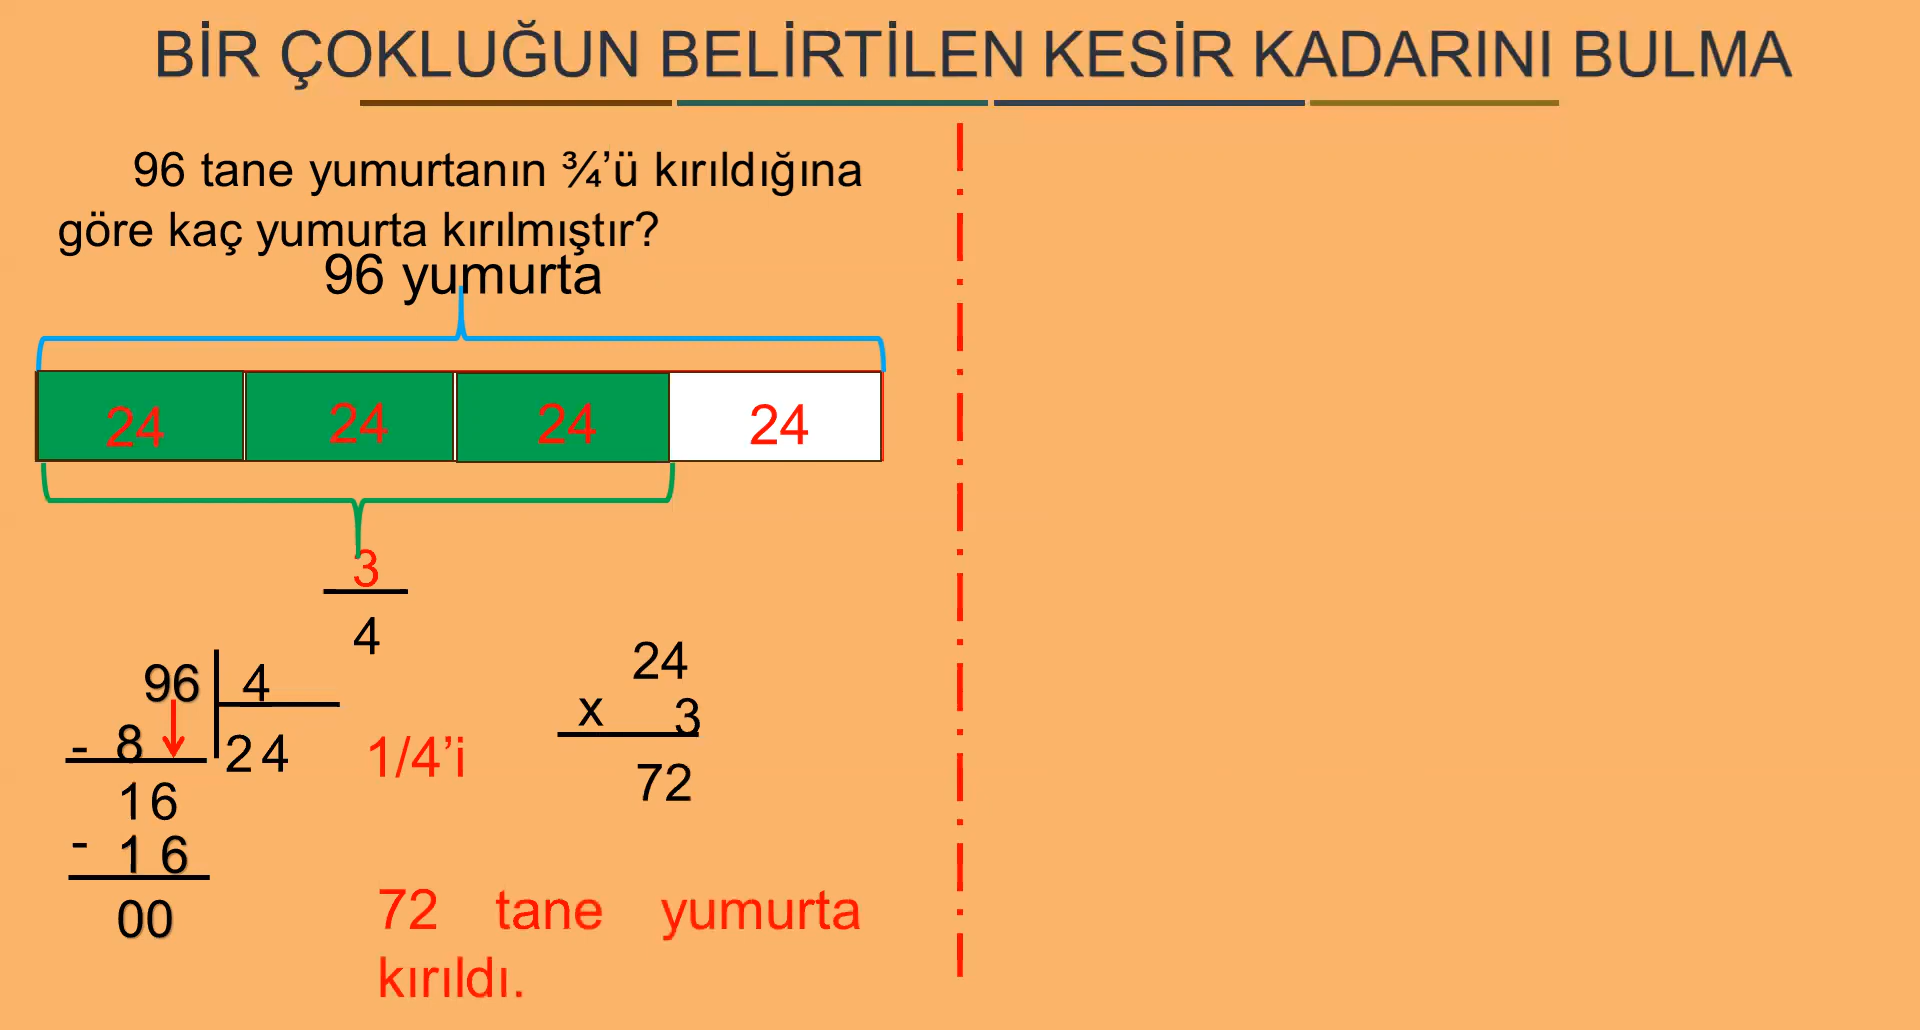 BİR ÇOKLUĞUN BELİRTİLEN KESİR KADARINI BULMA
96 tane yumurtanın ¾’ü kırıldığına
göre kaç yumurta kırılmıştır?
96 yumurta
24 24 24 24
3
4
96 4
- 8 24
16
- 16
00
1/4’i
24
x 3
72
72 tane yumurta
kırıldı.